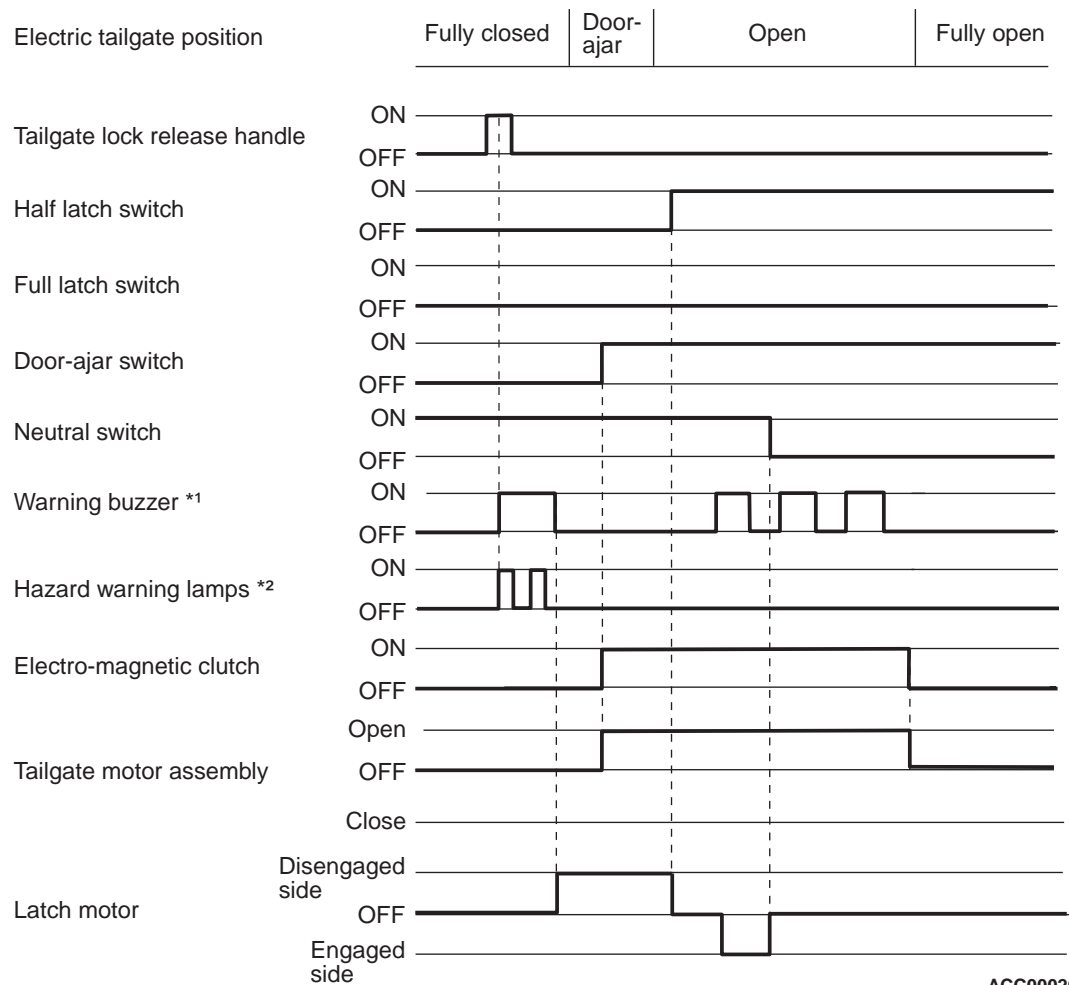 Electric tailgate position
Fully closed
Door-
ajar
Open
Fully open
Tailgate lock release handle
ON
OFF
Half latch switch
ON
OFF
Full latch switch
ON
OFF
Door-ajar switch
ON
OFF
Neutral switch
ON
OFF
Warning buzzer *¹
ON
OFF
Hazard warning lamps *²
ON
OFF
Electro-magnetic clutch
ON
OFF
Tailgate motor assembly
Open
OFF
Close
Latch motor
Disengaged
side
OFF
Engaged
side